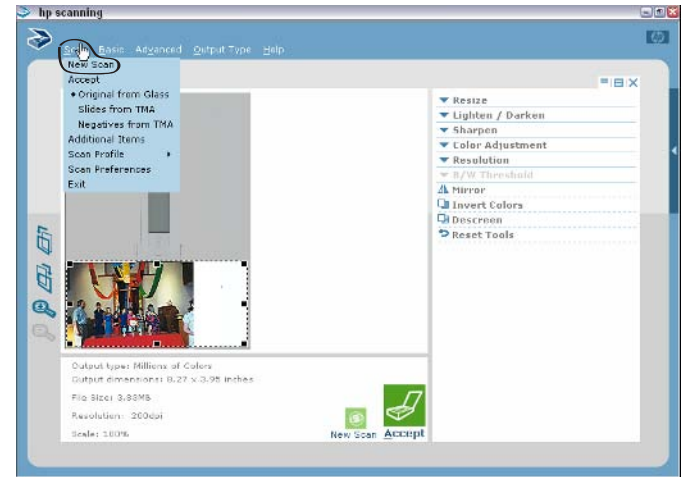 hp scanning
Scan Basic Advanced Output Type Help
New Scan
Accept
• Original from Glass
Slides from TMA
Negatives from TMA
Additional Items
Scan Profile
Scan Preferences
Exit
Resize
Lighten / Darken
Sharpen
Color Adjustment
Resolution
B/W Threshold
Mirror
Invert Colors
Descreen
Reset Tools
Output type: Millions of Colors
Output dimensions: 8.27 x 3.95 inches
File Size: 3.83MB
Resolution: 200dpi
Scale: 100%
New Scan Accept